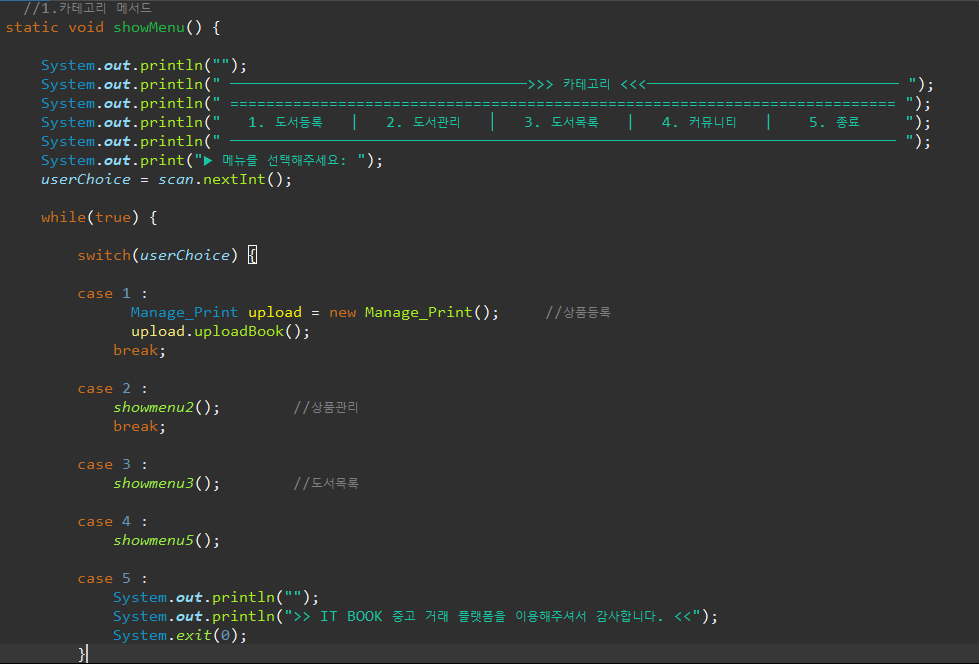 //1.카테고리 메서드
static void showMenu() {
System.out.println("");
System.out.println(" ─────────────────────────────────>>> 카테고리 <<<──────────────────────────── ");
System.out.println(" ========================================================================== ");
System.out.println("   1. 도서등록   |   2. 도서관리   |   3. 도서목록   |   4. 커뮤니티   |    5. 종료     ");
System.out.println(" ────────────────────────────────────────────────────────────────────────── ");
System.out.print("▶ 메뉴를 선택해주세요: ");
userChoice = scan.nextInt();
while(true) {
switch(userChoice) {
case 1 :
Manage_Print upload = new Manage_Print();     //상품등록
upload.uploadBook();
break;
case 2 :
showmenu2();        //상품관리
break;
case 3 :
showmenu3();        //도서목록
case 4 :
showmenu5();
case 5 :
System.out.println("");
System.out.println(">> IT BOOK 중고 거래 플랫폼을 이용해주셔서 감사합니다. <<");
System.exit(0);
}